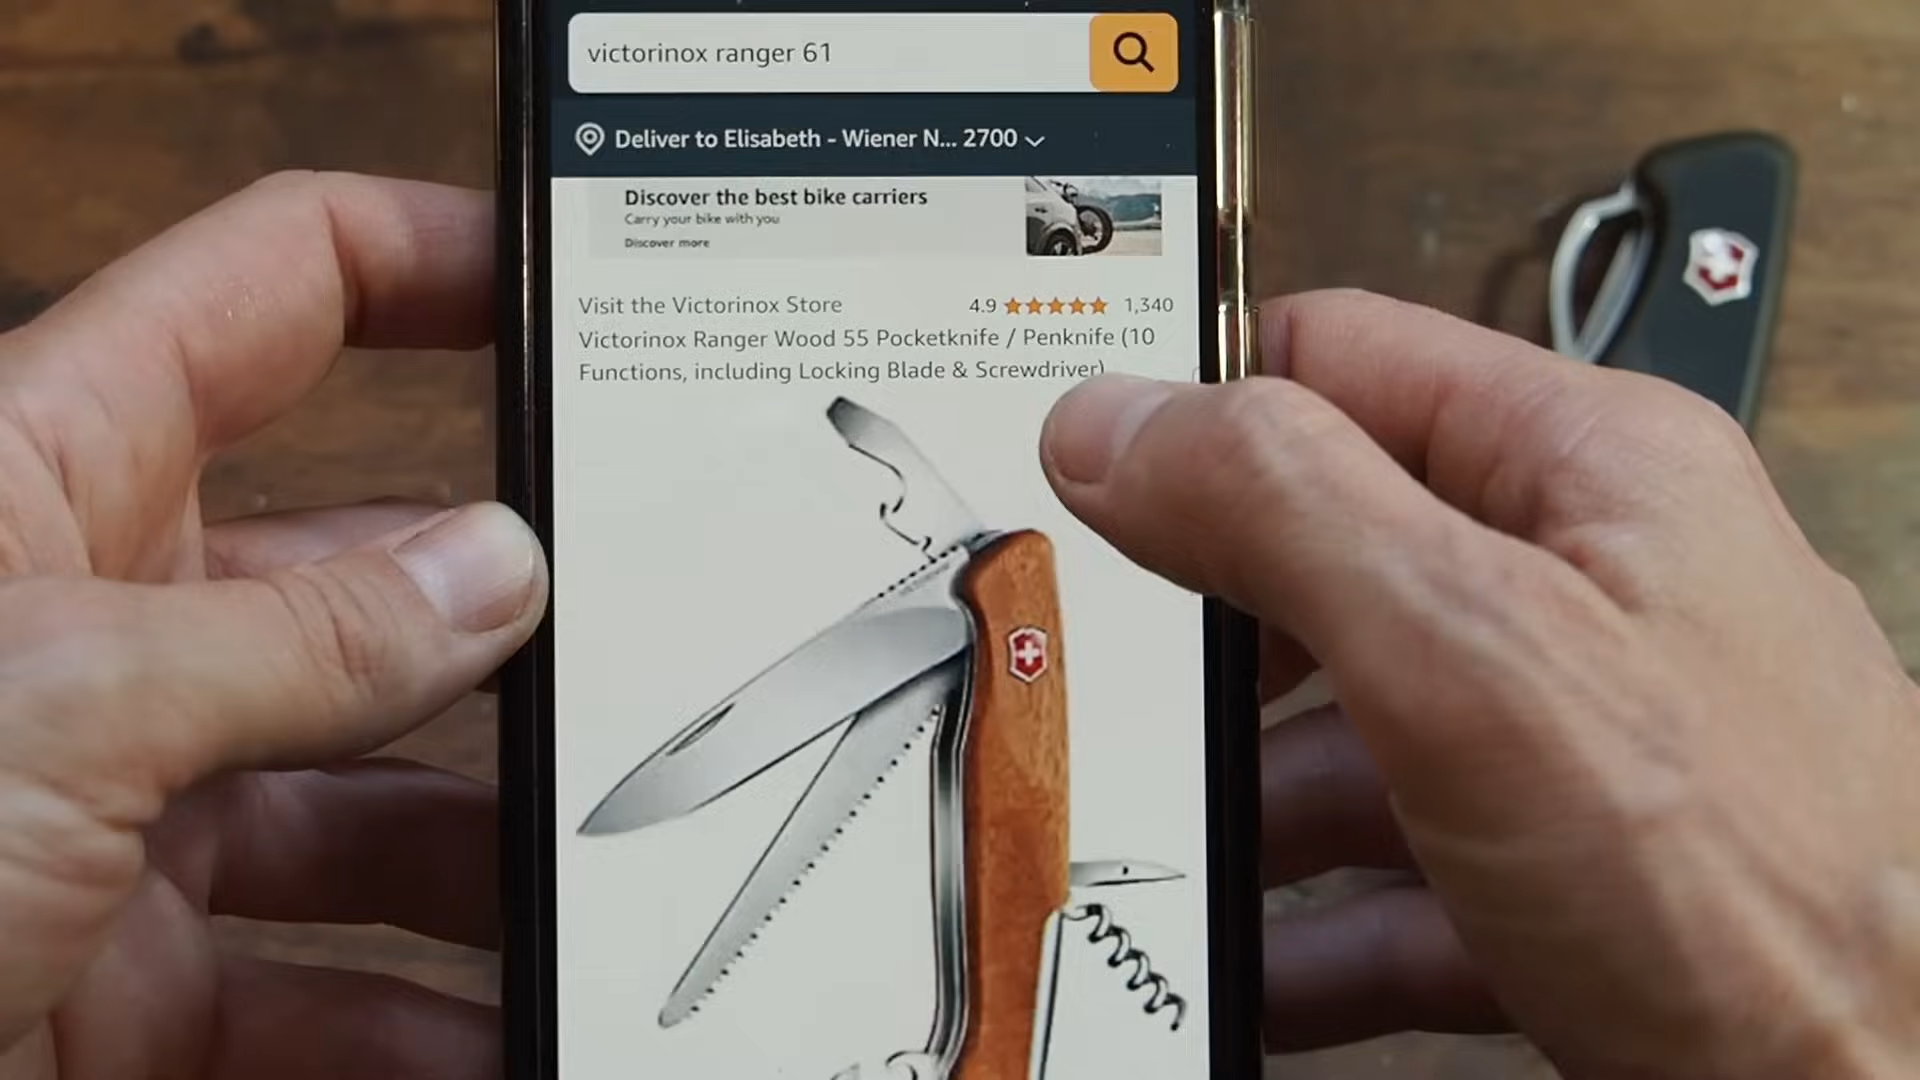 victorinox ranger 61
Deliver to Elisabeth - Wiener N... 2700
Discover the best bike carriers
Carry your bike with you
Discover more
Visit the Victorinox Store 4.9 1,340
Victorinox Ranger Wood 55 Pocketknife / Penknife (10
Functions, including Locking Blade & Screwdriver)